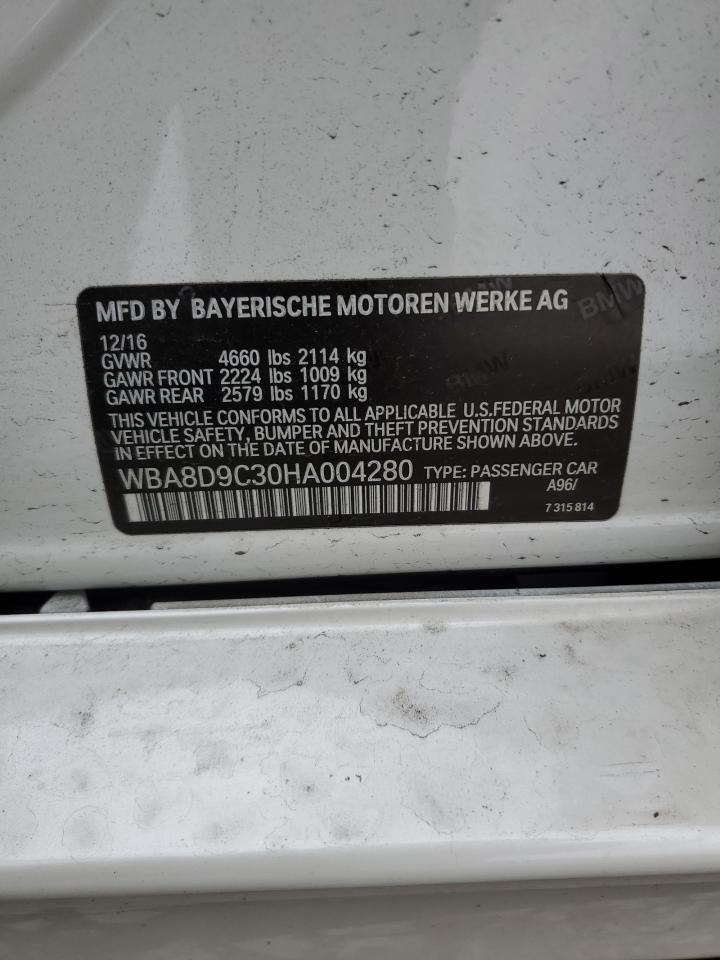 MFD BY BAYERISCHE MOTOREN WERKE AG
12/16
GVWR 4660 lbs 2114 kg
GAWR FRONT 2224 lbs 1009 kg
GAWR REAR 2579 lbs 1170 kg
THIS VEHICLE CONFORMS TO ALL APPLICABLE U.S.FEDERAL MOTOR
VEHICLE SAFETY, BUMPER AND THEFT PREVENTION STANDARDS
IN EFFECT ON THE DATE OF MANUFACTURE SHOWN ABOVE.
WBA8D9C30HA004280 TYPE: PASSENGER CAR
A96/
7 315 814
BMW
BMW
BMW